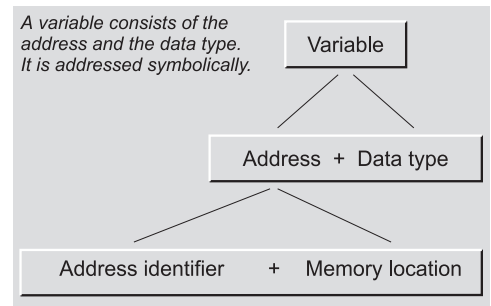 A variable consists of the
address and the data type.
It is addressed symbolically.
Variable
Address + Data type
Address identifier + Memory location